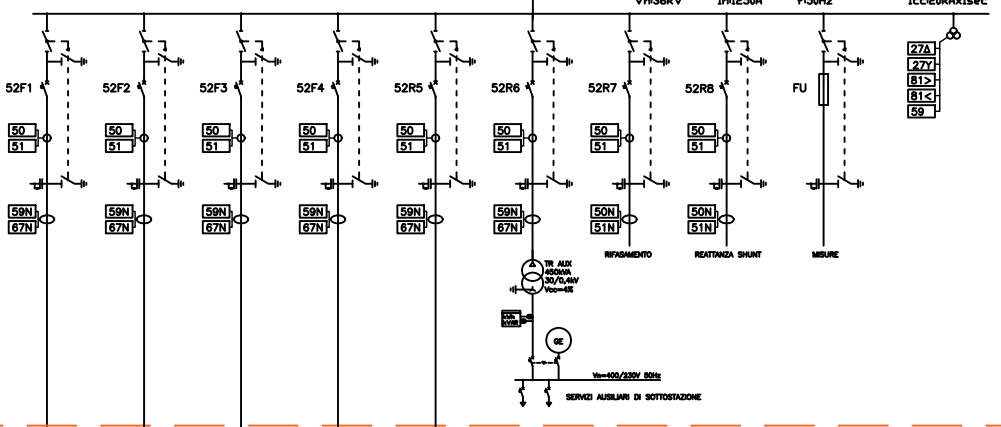 Vn=36KV In=1250A f=50Hz Icc=20kAx1sec
27Δ
27Y
81>
81<
59
52F1 52F2 52F3 52F4 52R5 52R6 52R7 52R8 FU
50 50 50 50 50 50 50 50
51 51 51 51 51 51 51 51
59N 59N 59N 59N 59N 59N 50N 50N
67N 67N 67N 67N 67N 67N 51N 51N
RIFASAMENTO REATTANZA SHUNT MISURE
TR AUX
450kVA
30/0,4kV
Vcc=4%
kWh
kVAR
GE
Vn=400/230V 50Hz
SERVIZI AUSILIARI DI SOTTOSTAZIONE